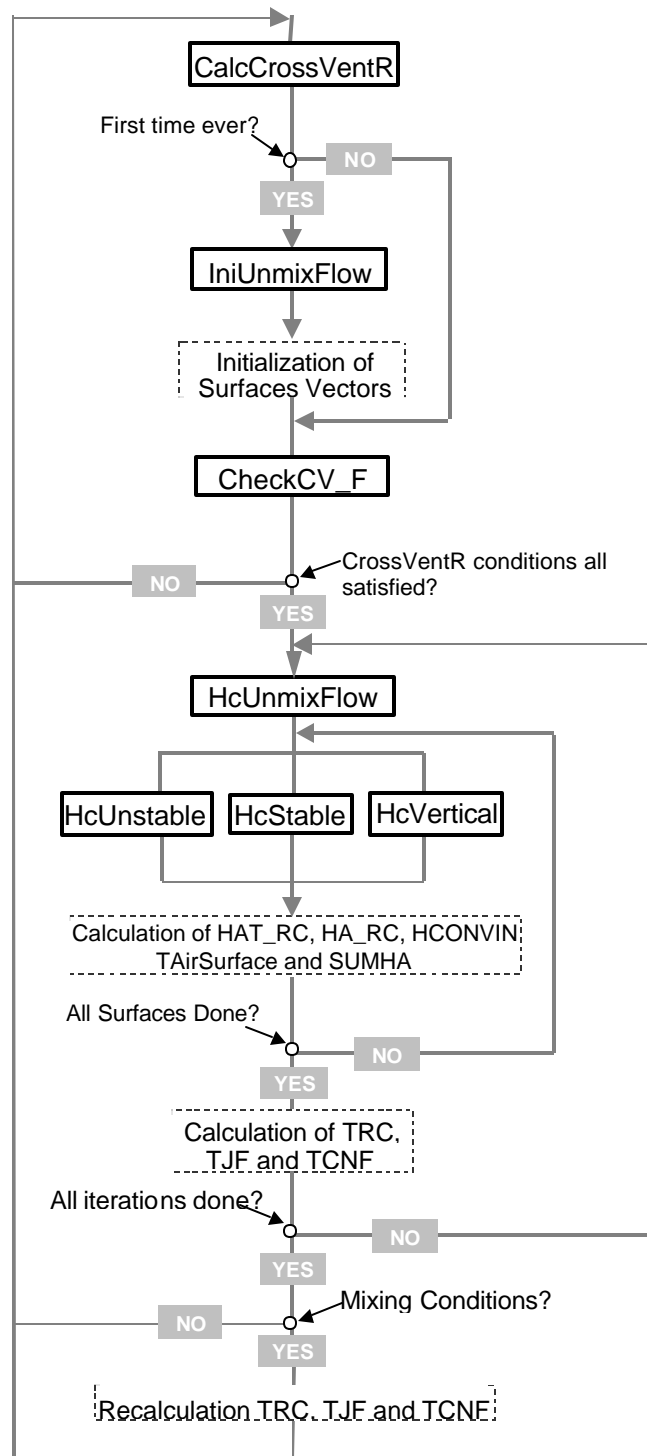 CalcCrossVentR
First time ever?
NO
YES
IniUnmixFlow
Initialization of
Surfaces Vectors
CheckCV_F
CrossVentR conditions all
satisfied?
NO
YES
HcUnmixFlow
HcUnstable
HcStable
HcVertical
Calculation of HAT_RC, HA_RC, HCONVIN
TAirSurface and SUMHA
All Surfaces Done?
NO
YES
Calculation of TRC,
TJF and TCNF
All iterations done?
NO
YES
Mixing Conditions?
NO
YES
Recalculation TRC, TJF and TCNF